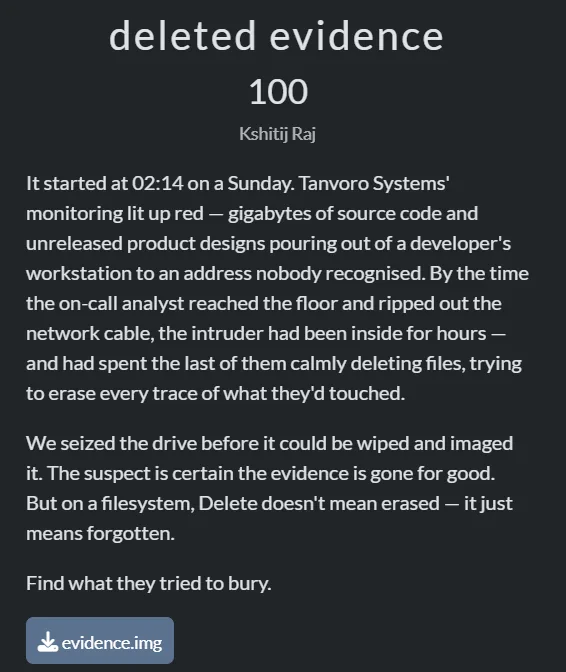 deleted evidence
100
Kshitij Raj
It started at 02:14 on a Sunday. Tanvoro Systems'
monitoring lit up red — gigabytes of source code and
unreleased product designs pouring out of a developer's
workstation to an address nobody recognised. By the time
the on-call analyst reached the floor and ripped out the
network cable, the intruder had been inside for hours —
and had spent the last of them calmly deleting files, trying
to erase every trace of what they'd touched.
We seized the drive before it could be wiped and imaged
it. The suspect is certain the evidence is gone for good.
But on a filesystem, Delete doesn't mean erased — it just
means forgotten.
Find what they tried to bury.
evidence.img